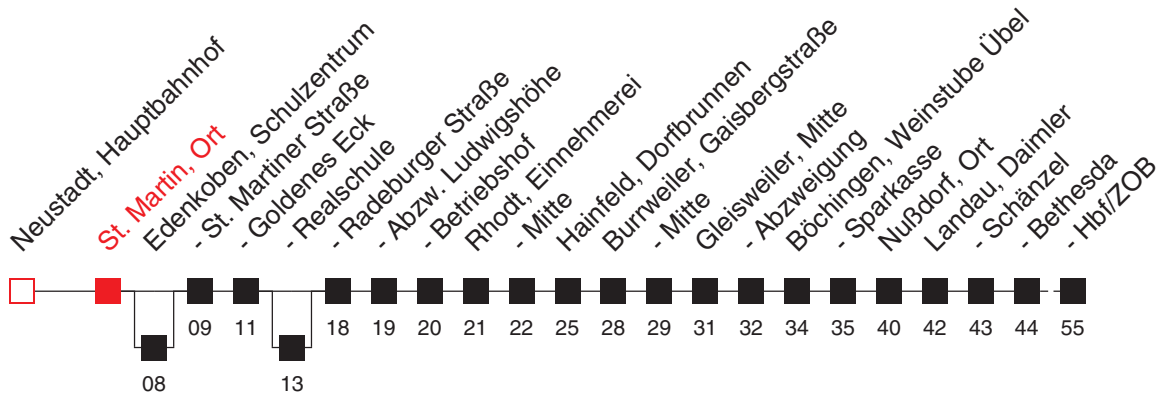 Neustadt, Hauptbahnhof
St. Martin, Ort
Edenkoben, Schulzentrum
- St. Martiner Straße
- Goldenes Eck
- Realschule
- Radeburger Straße
- Abzw. Ludwigshöhe
- Betriebshof
Rhodt, Einnehmerei
- Mitte
Hainfeld, Dorfbrunnen
Burrweiler, Gaisbergstraße
- Mitte
Gleisweiler, Mitte
- Abzweigung
Böchingen, Weinstube Übel
- Sparkasse
Nußdorf, Ort
Landau, Daimler
- Schänzel
- Bethesda
- Hbf/ZOB
09 11 18 19 20 21 22 25 28 29 31 32 34 35 40 42 43 44 55
08 13